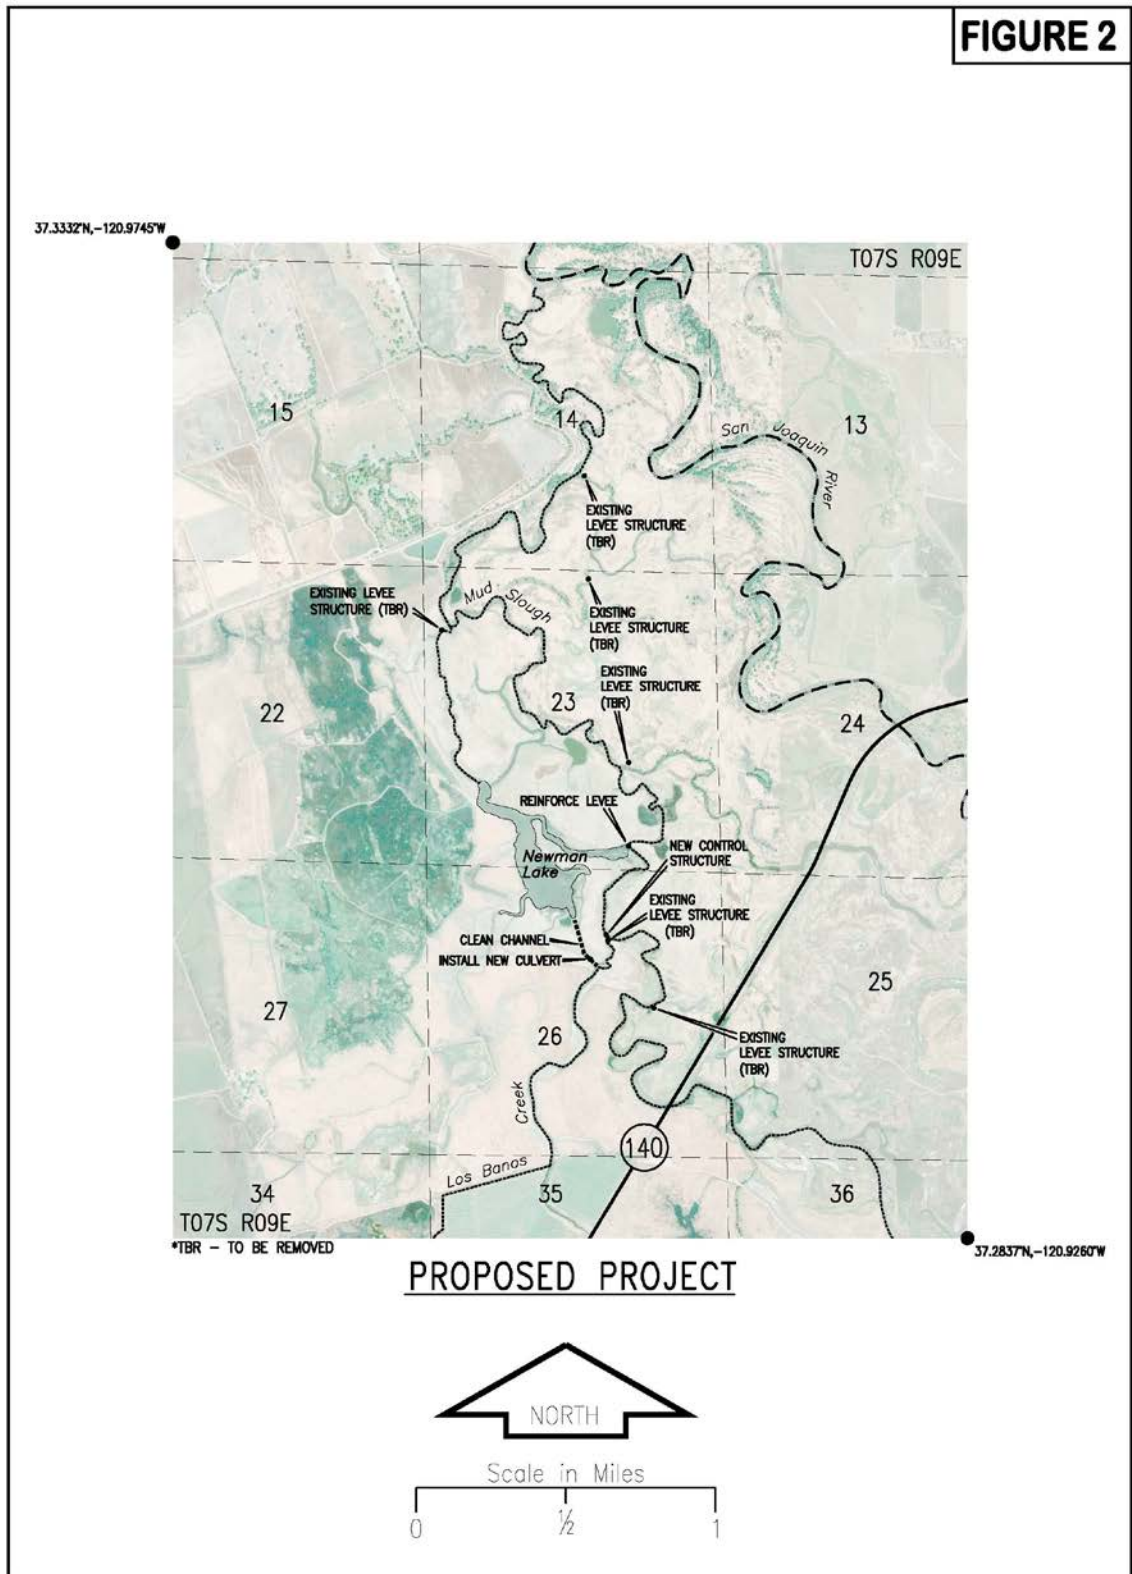 FIGURE 2
37.3332°N,-120.9745°W
T07S R09E
15
14
13
San Joaquin River
EXISTING
LEVEE STRUCTURE
(TBR)
Mud Slough
EXISTING LEVEE
STRUCTURE (TBR)
EXISTING
LEVEE STRUCTURE
(TBR)
EXISTING
LEVEE STRUCTURE
(TBR)
22
23
24
REINFORCE LEVEE
NEW CONTROL
STRUCTURE
Newman
Lake
EXISTING
LEVEE STRUCTURE
(TBR)
CLEAN CHANNEL
INSTALL NEW CULVERT
25
27
26
EXISTING
LEVEE STRUCTURE
(TBR)
Los Banos Creek
140
34
35
36
T07S R09E
*TBR - TO BE REMOVED
37.2837°N,-120.9260°W
PROPOSED PROJECT
NORTH
Scale in Miles
0 ½ 1